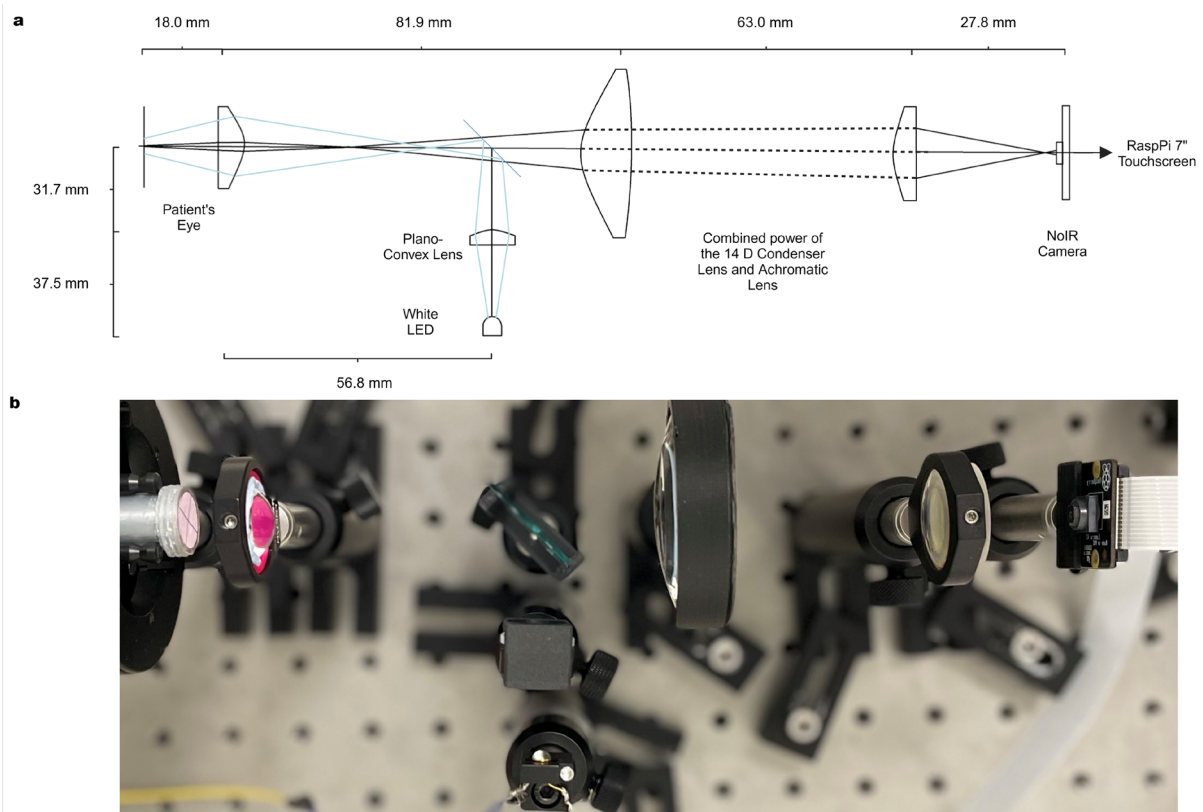 a
18.0 mm
81.9 mm
63.0 mm
27.8 mm
RaspPi 7"
Touchscreen
31.7 mm
Patient's
Eye
Plano-
Convex Lens
Combined power of
the 14 D Condenser
Lens and Achromatic
Lens
NoIR
Camera
37.5 mm
White
LED
56.8 mm
b